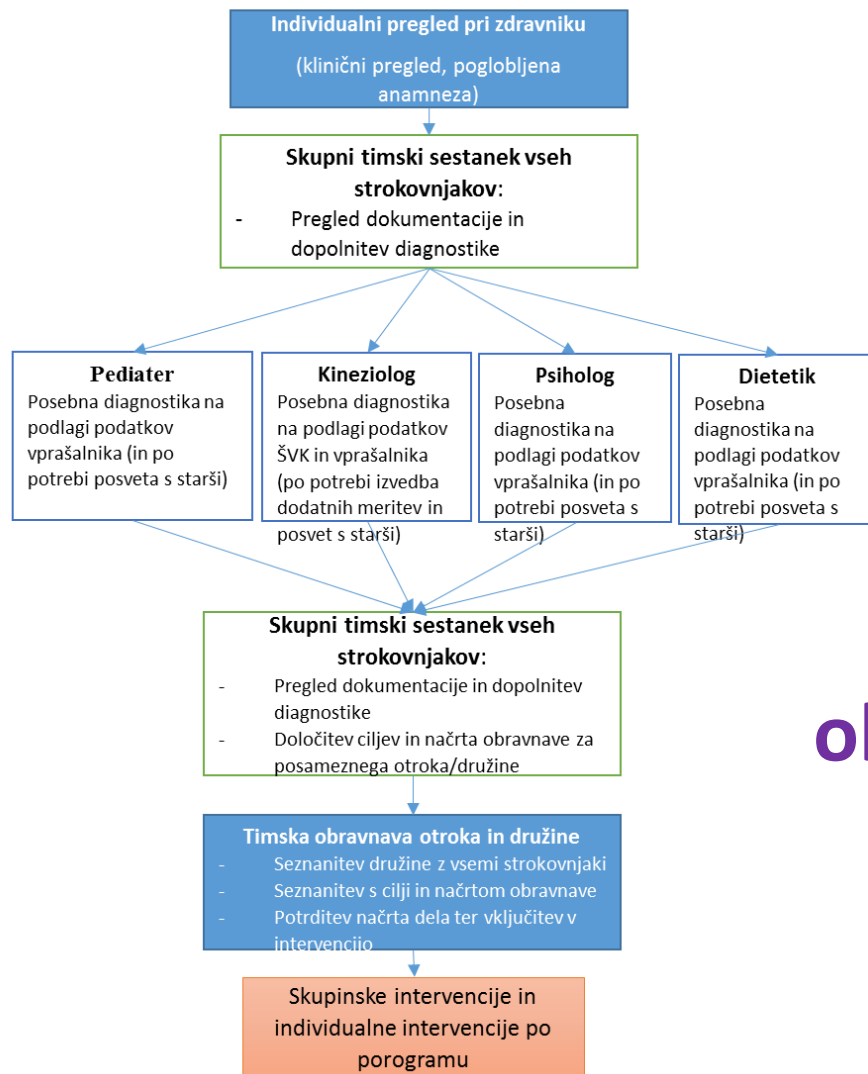 Individualni pregled pri zdravniku
(klinični pregled, poglobljena
anamneza)
Skupni timski sestanek vseh
strokovnjakov:
- Pregled dokumentacije in
dopolnitev diagnostike
Pediater
Posebna diagnostika na
podlagi podatkov
vprašalnika (in po
potrebi posveta s starši)
Kineziolog
Posebna diagnostika
na podlagi podatkov
ŠVK in vprašalnika
(po potrebi izvedba
dodatnih meritev in
posvet s starši)
Psiholog
Posebna
diagnostika na
podlagi podatkov
vprašalnika (in po
potrebi posveta s
starši)
Dietetik
Posebna
diagnostika na
podlagi podatkov
vprašalnika (in po
potrebi posveta s
starši)
Skupni timski sestanek vseh
strokovnjakov:
- Pregled dokumentacije in dopolnitev
diagnostike
- Določitev ciljev in načrta obravnave za
posameznega otroka/družine
Timska obravnava otroka in družine
- Seznanitev družine z vsemi strokovnjaki
- Seznanitev s cilji in načrtom obravnave
- Potrditev načrta dela ter vključitev v
intervencijo
Skupinske intervencije in
individualne intervencije po
porogramu